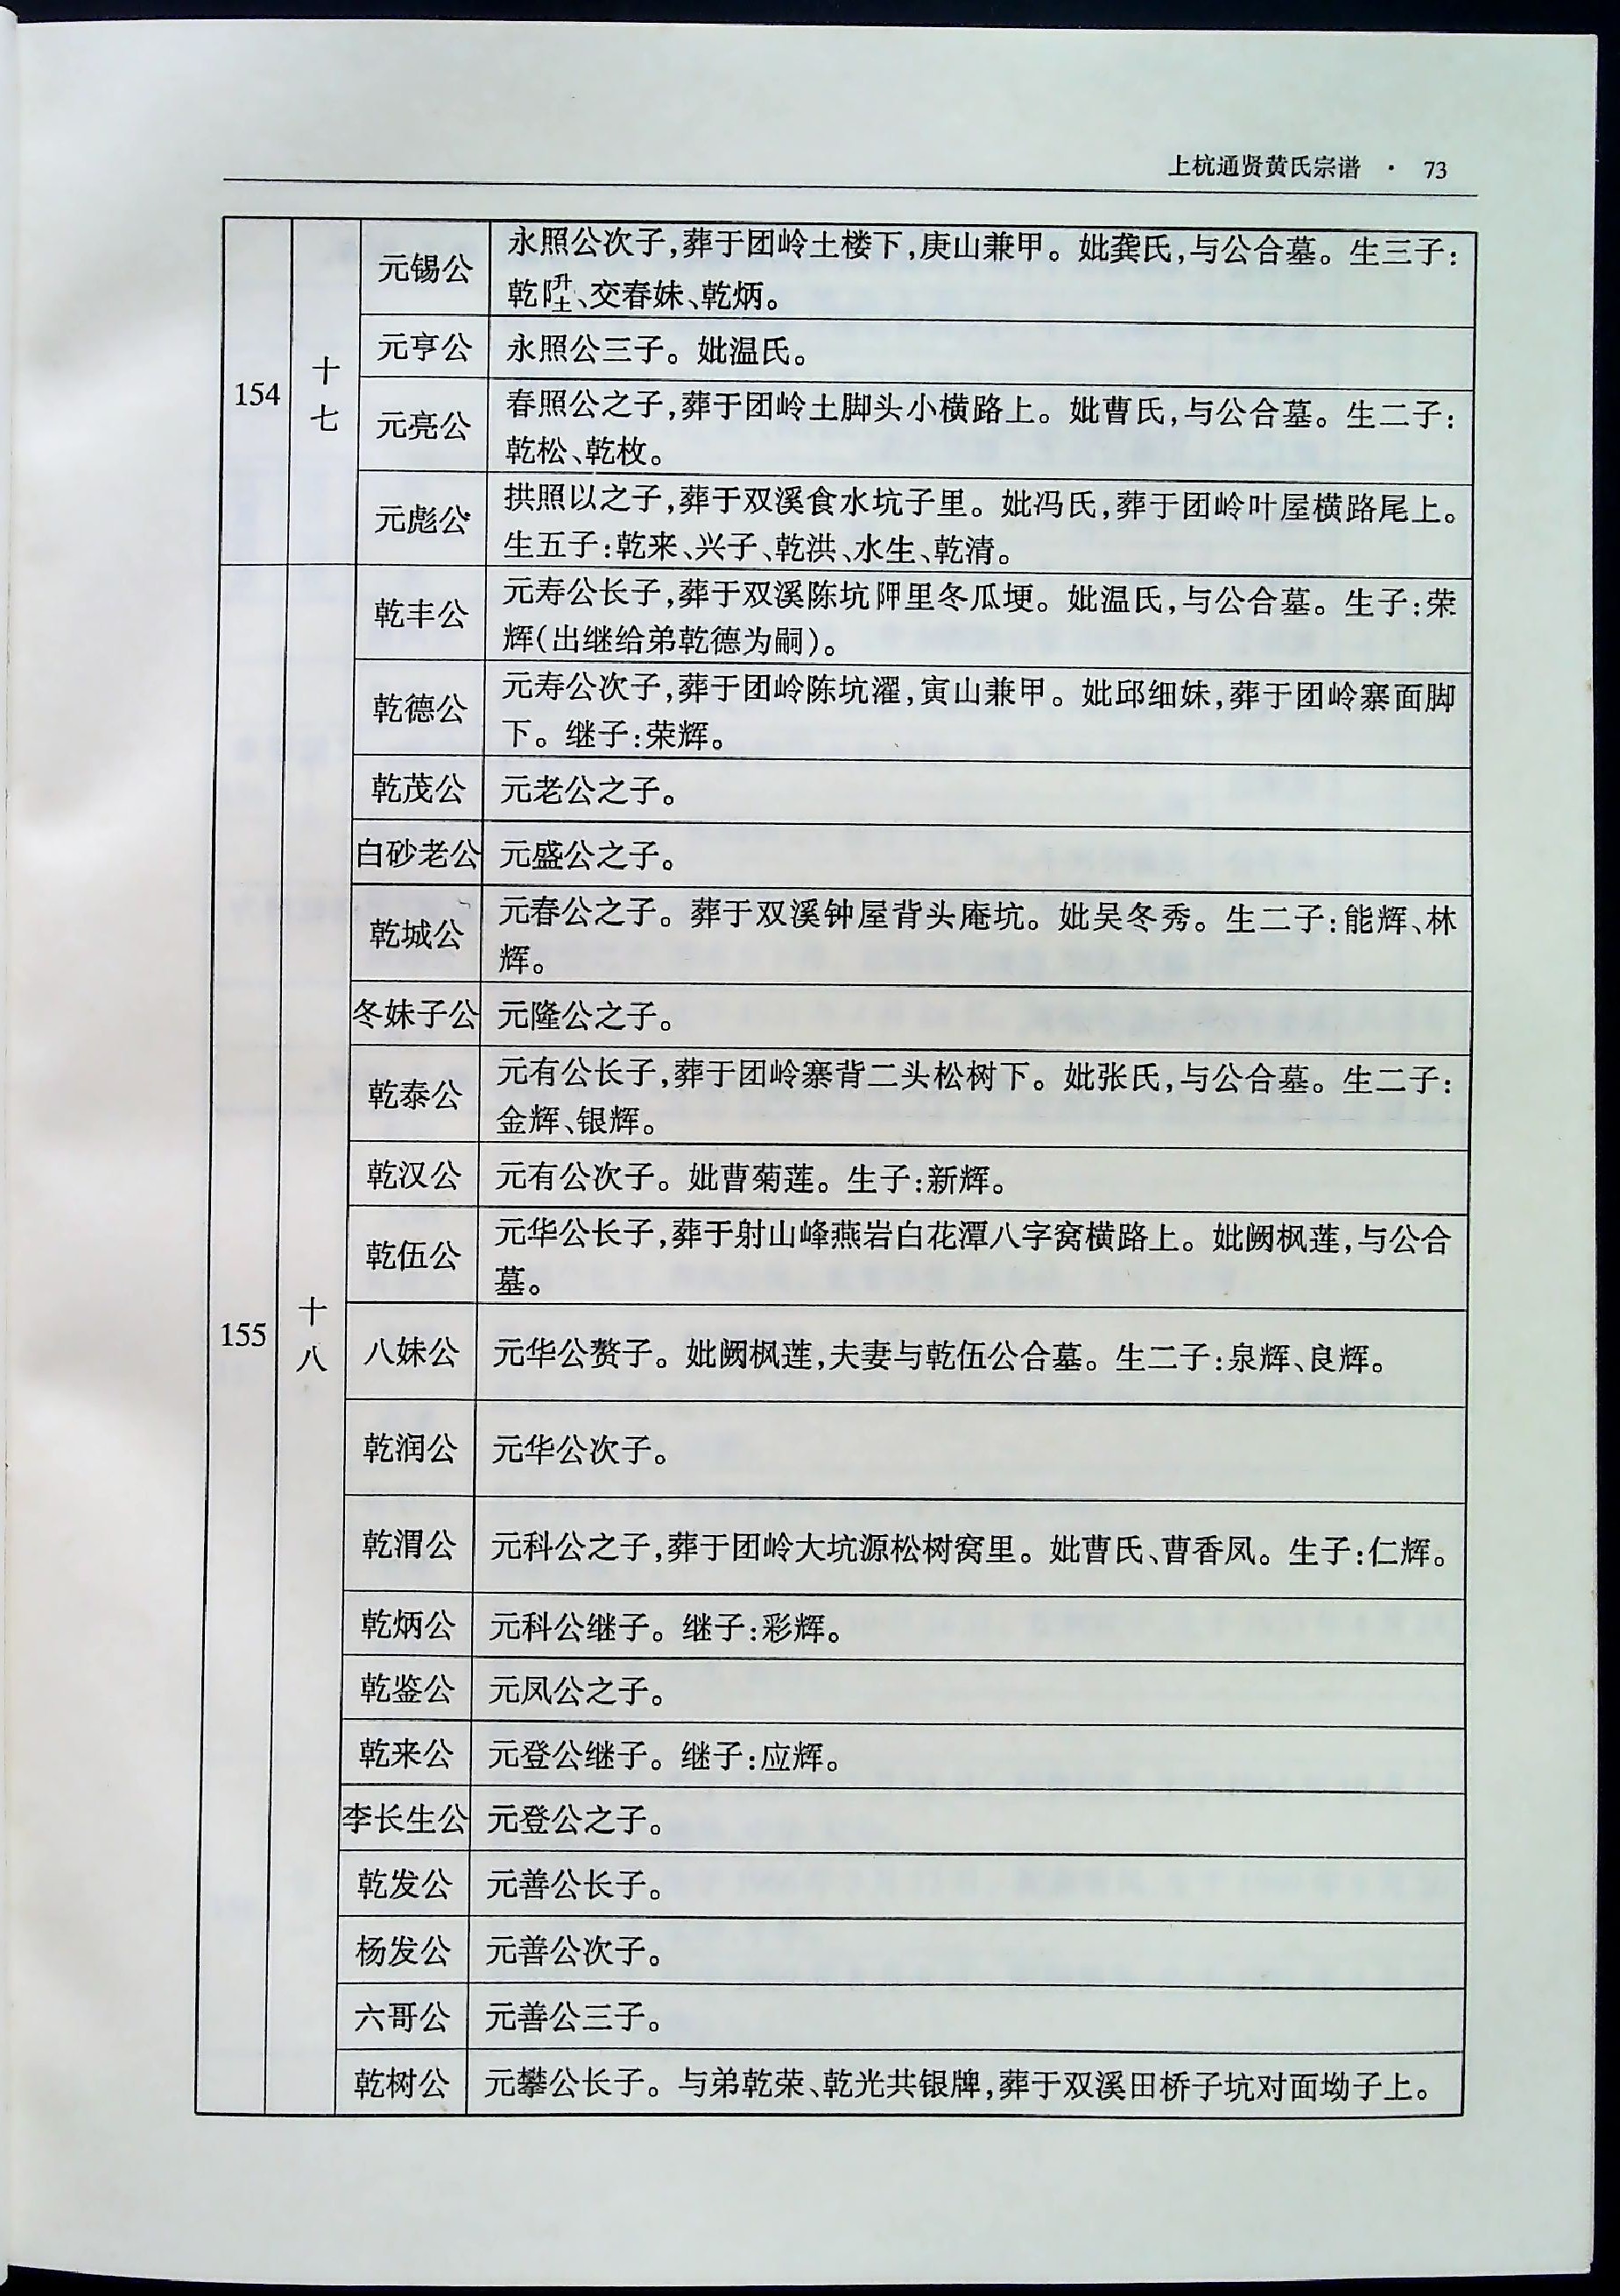 上杭通贤黄氏宗谱 · 73
154
十七
元锡公
永照公次子,葬于团岭土楼下,庚山兼甲。妣龚氏,与公合墓。生三子:
乾陞、交春妹、乾炳。
元亨公
永照公三子。妣温氏。
元亮公
春照公之子,葬于团岭土脚头小横路上。妣曹氏,与公合墓。生二子:
乾松、乾枚。
元彪公
拱照以之子,葬于双溪食水坑子里。妣冯氏,葬于团岭叶屋横路尾上。
生五子:乾来、兴子、乾洪、水生、乾清。
155
十八
乾丰公
元寿公长子,葬于双溪陈坑呷里冬瓜埂。妣温氏,与公合墓。生子:荣
辉(出继给弟乾德为嗣)。
乾德公
元寿公次子,葬于团岭陈坑濯,寅山兼甲。妣邱细妹,葬于团岭寨面脚
下。继子:荣辉。
乾茂公
元老公之子。
白砂老公
元盛公之子。
乾城公
元春公之子。葬于双溪钟屋背头庵坑。妣吴冬秀。生二子:能辉、林
辉。
冬妹子公
元隆公之子。
乾泰公
元有公长子,葬于团岭寨背二头松树下。妣张氏,与公合墓。生二子:
金辉、银辉。
乾汉公
元有公次子。妣曹菊莲。生子:新辉。
乾伍公
元华公长子,葬于射山峰燕岩白花潭八字窝横路上。妣阙枫莲,与公合
墓。
八妹公
元华公赘子。妣阙枫莲,夫妻与乾伍公合墓。生二子:泉辉、良辉。
乾润公
元华公次子。
乾渭公
元科公之子,葬于团岭大坑源松树窝里。妣曹氏、曹香凤。生子:仁辉。
乾炳公
元科公继子。继子:彩辉。
乾鉴公
元凤公之子。
乾来公
元登公继子。继子:应辉。
李长生公
元登公之子。
乾发公
元善公长子。
杨发公
元善公次子。
六哥公
元善公三子。
乾树公
元攀公长子。与弟乾荣、乾光共银牌,葬于双溪田桥子坑对面坳子上。